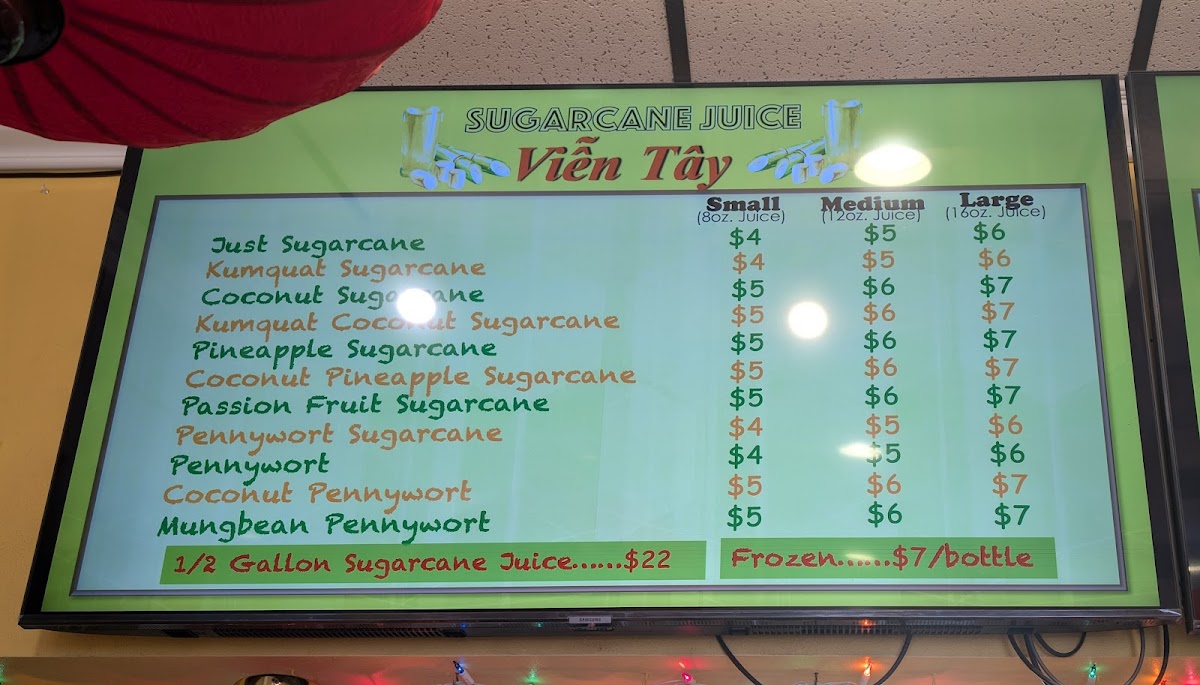 SUGARCANE JUICE
Viễn Tây
Small Medium Large
(8oz. Juice) (12oz. Juice) (16oz. Juice)
Just Sugarcane $4 $5 $6
Kumquat Sugarcane $4 $5 $6
Coconut Sugarcane $5 $6 $7
Kumquat Coconut Sugarcane $5 $6 $7
Pineapple Sugarcane $5 $6 $7
Coconut Pineapple Sugarcane $5 $6 $7
Passion Fruit Sugarcane $5 $6 $7
Pennywort Sugarcane $4 $5 $6
Pennywort $4 $5 $6
Coconut Pennywort $5 $6 $7
Mungbean Pennywort $5 $6 $7
1/2 Gallon Sugarcane Juice......$22 Frozen......$7/bottle
SAMSUNG